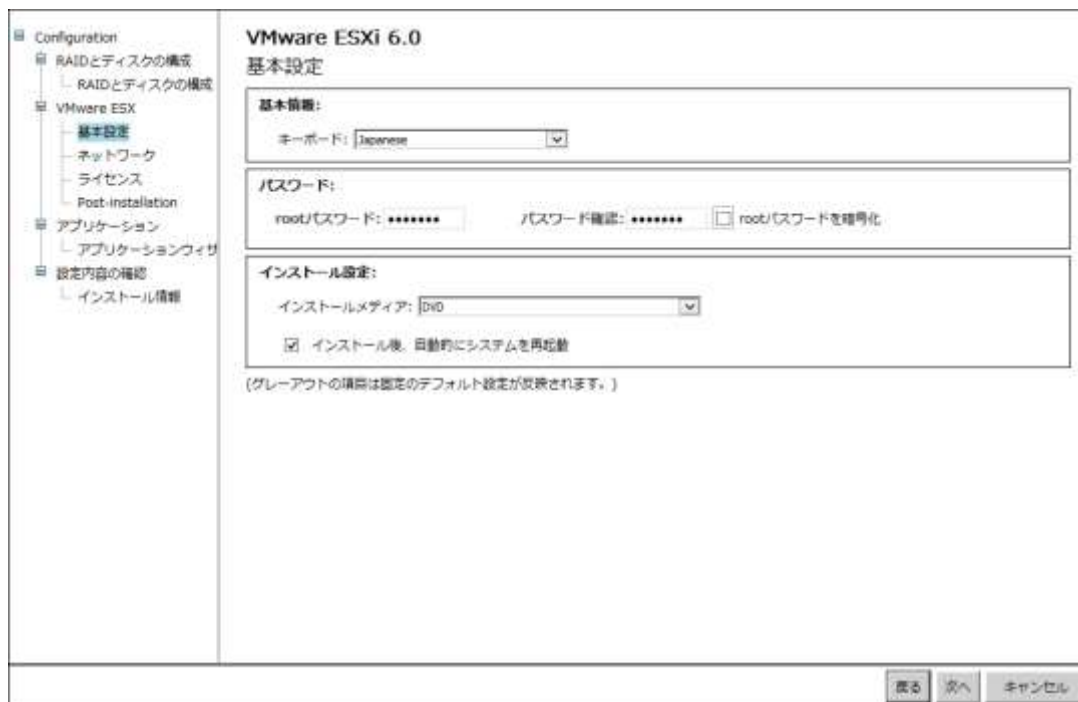 Configuration
RAIDとディスクの構成
RAIDとディスクの構成
VMware ESX
基本設定
ネットワーク
ライセンス
Post-installation
アプリケーション
アプリケーションウィザ
設定内容の確認
インストール情報
VMware ESXi 6.0
基本設定
基本情報:
キーボード: Japanese
パスワード:
rootパスワード: ••••••• パスワード確認: ••••••• rootパスワードを暗号化
インストール設定:
インストールメディア: DVD
インストール後、自動的にシステムを再起動
(グレーアウトの項目は固定のデフォルト設定が反映されます。)
戻る 次へ キャンセル